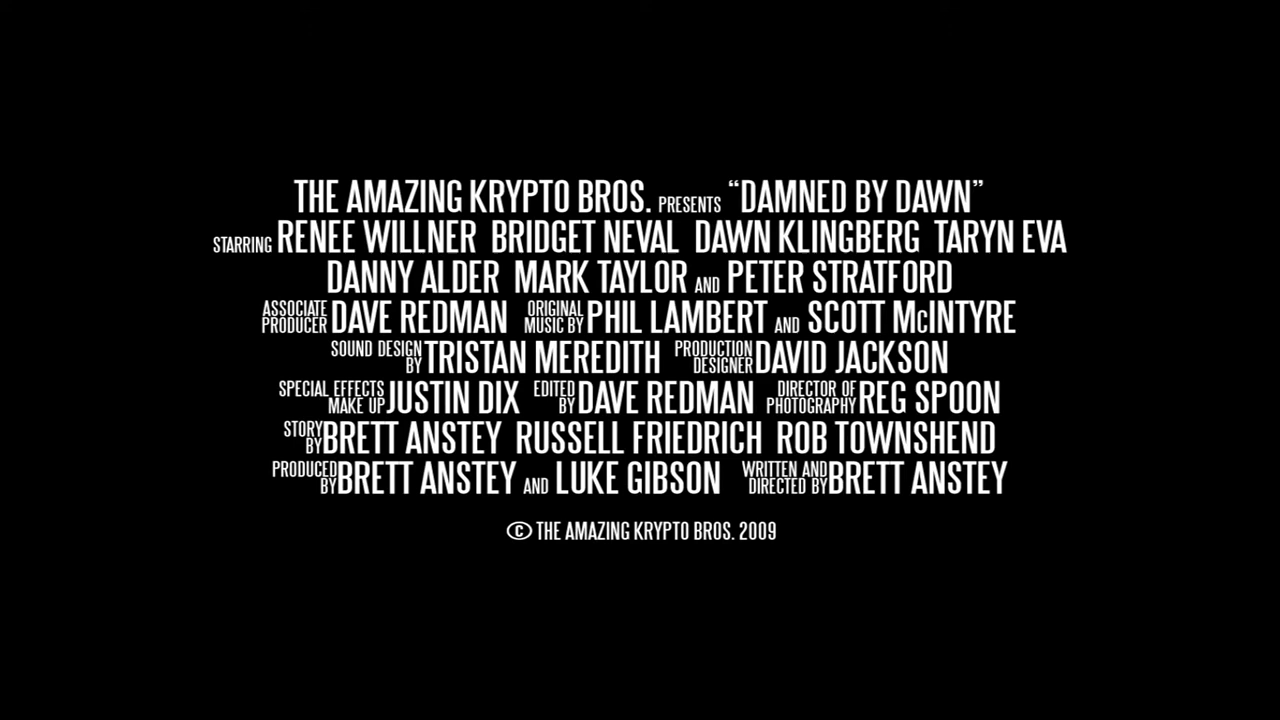 THE AMAZING KRYPTO BROS. PRESENTS “DAMNED BY DAWN”
STARRING RENEE WILLNER BRIDGET NEVAL DAWN KLINGBERG TARYN EVA
DANNY ALDER MARK TAYLOR AND PETER STRATFORD
ASSOCIATE PRODUCER DAVE REDMAN ORIGINAL MUSIC BY PHIL LAMBERT AND SCOTT McINTYRE
SOUND DESIGN BY TRISTAN MEREDITH PRODUCTION DESIGNER DAVID JACKSON
SPECIAL EFFECTS MAKE UP JUSTIN DIX EDITED BY DAVE REDMAN DIRECTOR OF PHOTOGRAPHY REG SPOON
STORY BY BRETT ANSTEY RUSSELL FRIEDRICH ROB TOWNSHEND
PRODUCED BY BRETT ANSTEY AND LUKE GIBSON WRITTEN AND DIRECTED BY BRETT ANSTEY
© THE AMAZING KRYPTO BROS. 2009